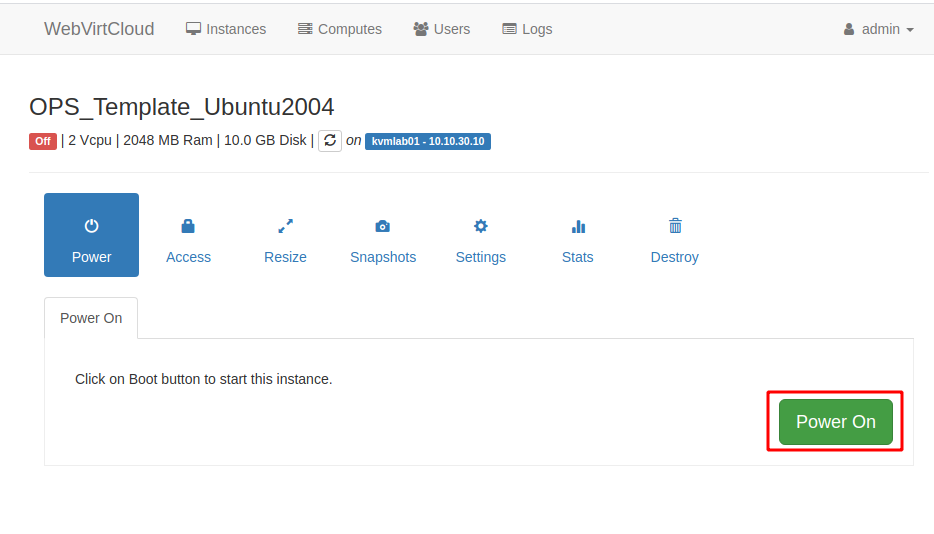 WebVirtCloud Instances Computes Users Logs admin
OPS_Template_Ubuntu2004
Off | 2 Vcpu | 2048 MB Ram | 10.0 GB Disk | on kvmlab01 - 10.10.30.10
Power Access Resize Snapshots Settings Stats Destroy
Power On
Click on Boot button to start this instance.
Power On